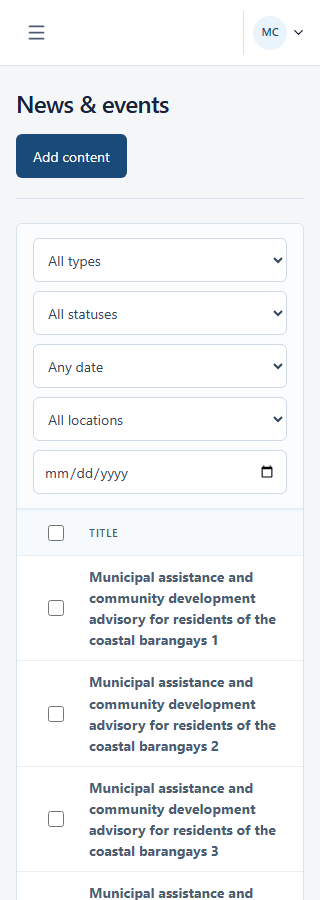 MC
News & events
Add content
All types
All statuses
Any date
All locations
mm/dd/yyyy
TITLE
Municipal assistance and
community development
advisory for residents of the
coastal barangays 1
Municipal assistance and
community development
advisory for residents of the
coastal barangays 2
Municipal assistance and
community development
advisory for residents of the
coastal barangays 3
Municipal assistance and